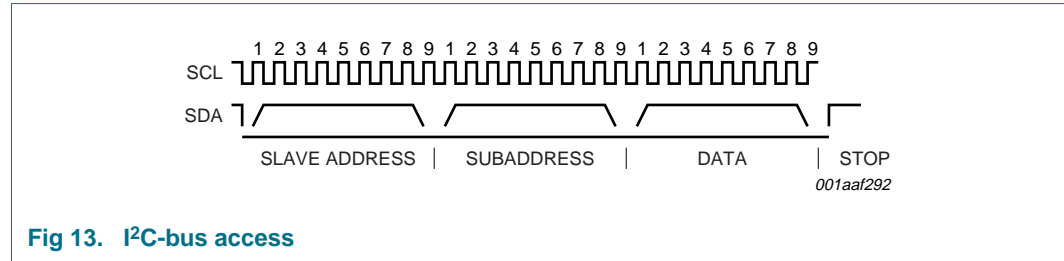 1 2 3 4 5 6 7 8 9 1 2 3 4 5 6 7 8 9 1 2 3 4 5 6 7 8 9
SCL
SDA
SLAVE ADDRESS | SUBADDRESS | DATA | STOP
001aaf292
Fig 13. I²C-bus access